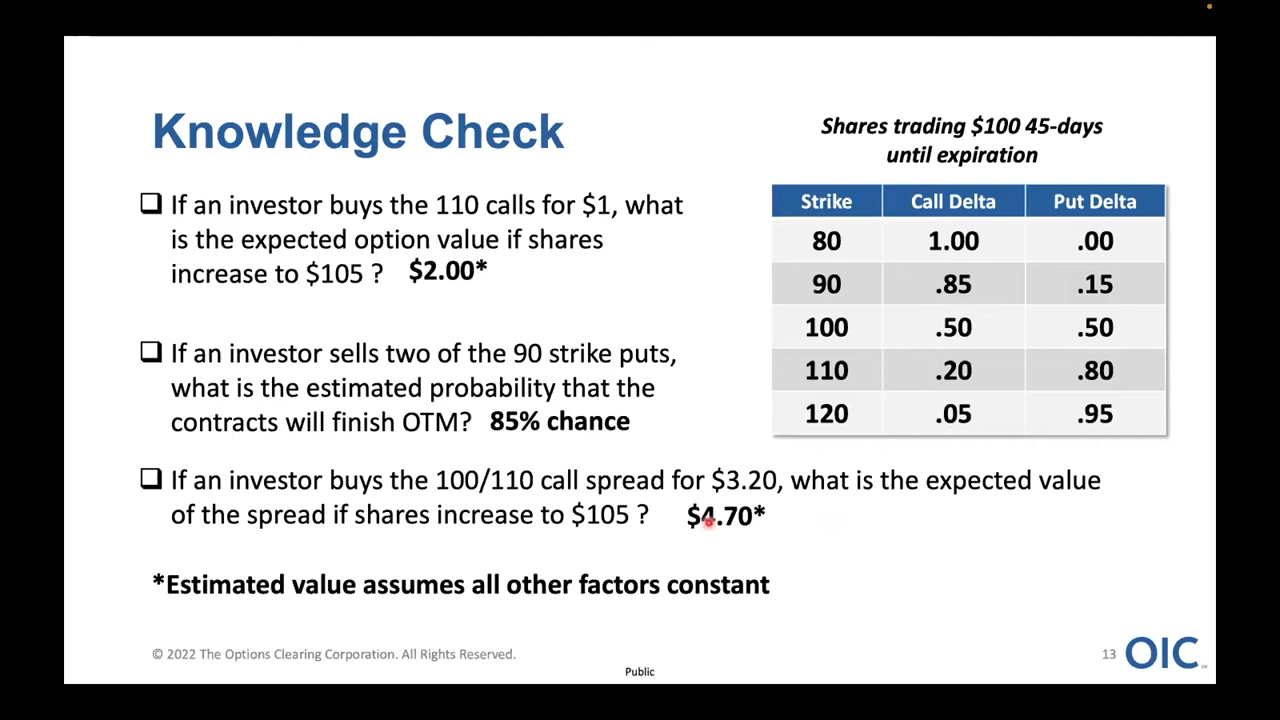 Knowledge Check
Shares trading $100 45-days
until expiration
❑ If an investor buys the 110 calls for $1, what
is the expected option value if shares
increase to $105 ? $2.00*
❑ If an investor sells two of the 90 strike puts,
what is the estimated probability that the
contracts will finish OTM? 85% chance
Strike Call Delta Put Delta
80 1.00 .00
90 .85 .15
100 .50 .50
110 .20 .80
120 .05 .95
❑ If an investor buys the 100/110 call spread for $3.20, what is the expected value
of the spread if shares increase to $105 ? $4.70*
*Estimated value assumes all other factors constant
© 2022 The Options Clearing Corporation. All Rights Reserved.
13 OIC
Public